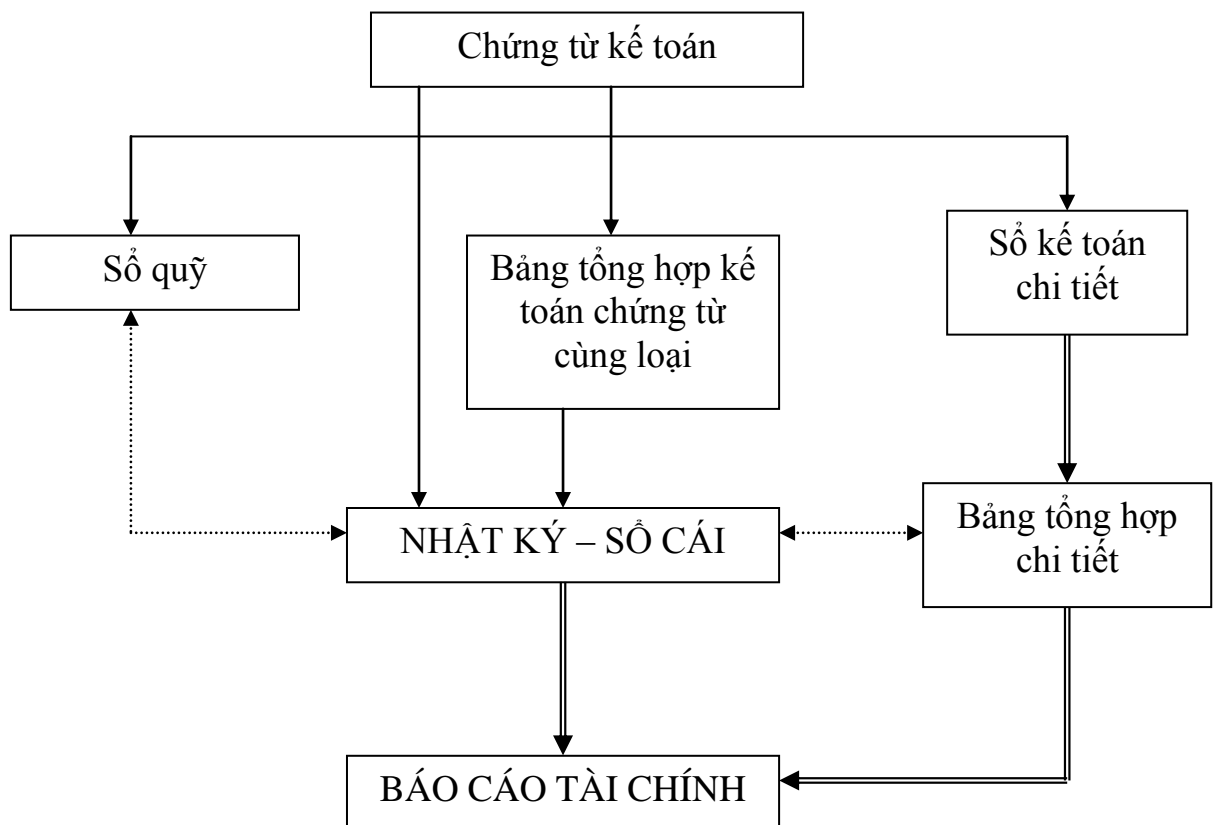 Chứng từ kế toán
Sổ quỹ
Bảng tổng hợp kế
toán chứng từ
cùng loại
Sổ kế toán
chi tiết
NHẬT KÝ – SỔ CÁI
Bảng tổng hợp
chi tiết
BÁO CÁO TÀI CHÍNH